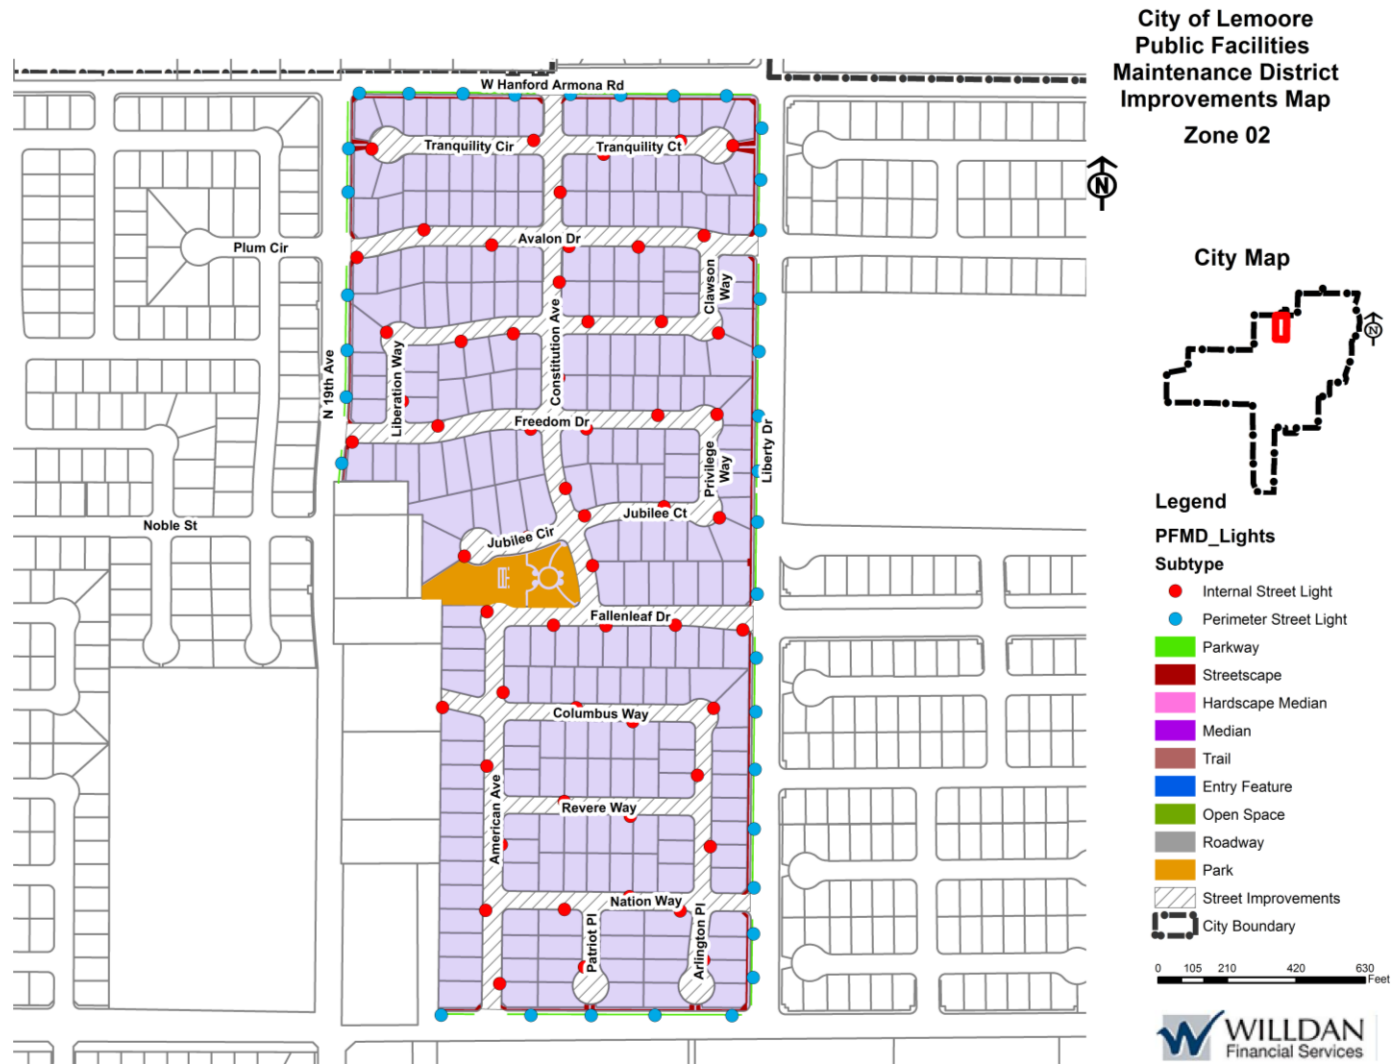 City of Lemoore
Public Facilities
Maintenance District
Improvements Map
Zone 02
W Hanford Armona Rd
Tranquility Cir
Tranquility Ct
N
Plum Cir
Avalon Dr
Clawson
Way
City Map
N
Constitution Ave
Liberation Way
N 19th Ave
Freedom Dr
Privilege
Way
Liberty Dr
Jubilee Ct
Noble St
Jubilee Cir
Fallenleaf Dr
Columbus Way
American Ave
Revere Way
Nation Way
Patriot Pl
Arlington Pl
Legend
PFMD_Lights
Subtype
Internal Street Light
Perimeter Street Light
Parkway
Streetscape
Hardscape Median
Median
Trail
Entry Feature
Open Space
Roadway
Park
Street Improvements
City Boundary
0 105 210 420 630
Feet
WILLDAN
Financial Services